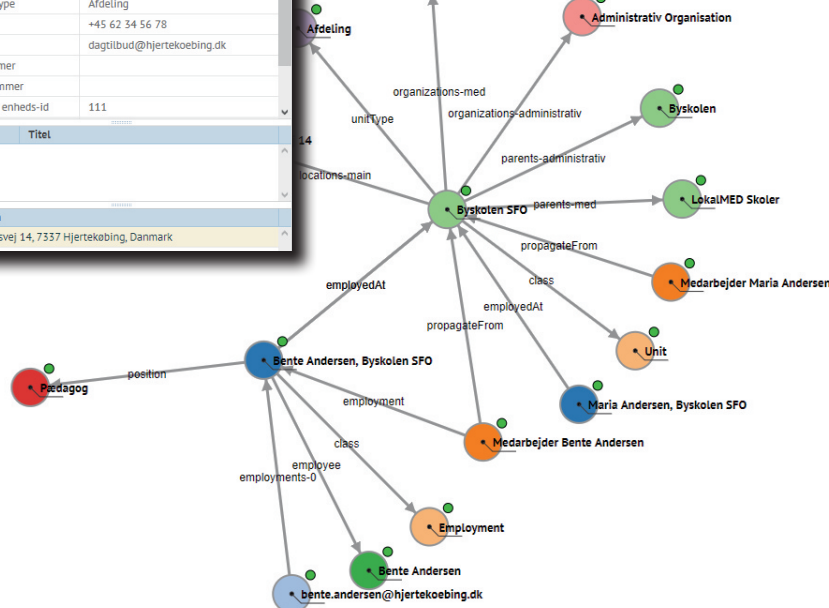 Afdeling
+45 62 34 56 78
dagtilbud@hjertekoebing.dk
enheds-id 111
Titel
svej 14, 7337 Hjertekøbing, Danmark
14
Afdeling
Administrativ Organisation
organizations-med
organizations-administrativ
unitType
Byskolen
parents-administrativ
locations-main
Byskolen SFO
parents-med
LokalMED Skoler
propagateFrom
Medarbejder Maria Andersen
class
employedAt
employedAt
propagateFrom
Unit
Bente Andersen, Byskolen SFO
position
Pædagog
employment
Maria Andersen, Byskolen SFO
class
Medarbejder Bente Andersen
employee
employments-0
Employment
Bente Andersen
bente.andersen@hjertekoebing.dk